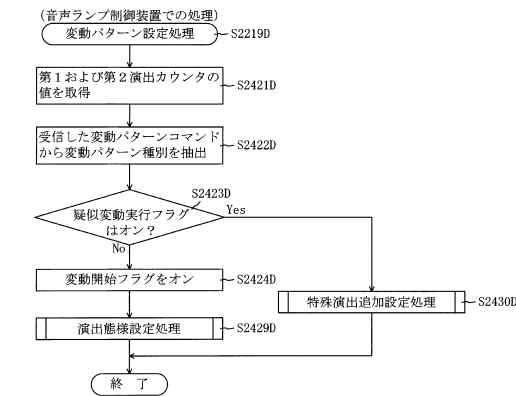 (音声ランプ制御装置での処理)
変動パターン設定処理
S2219D
第1および第2演出カウンタの
値を取得
S2421D
受信した変動パターンコマンド
から変動パターン種別を抽出
S2422D
S2423D
疑似変動実行フラグ
はオン?
Yes
No
変動開始フラグをオン
S2424D
特殊演出追加設定処理
S2430D
演出態様設定処理
S2429D
終 了